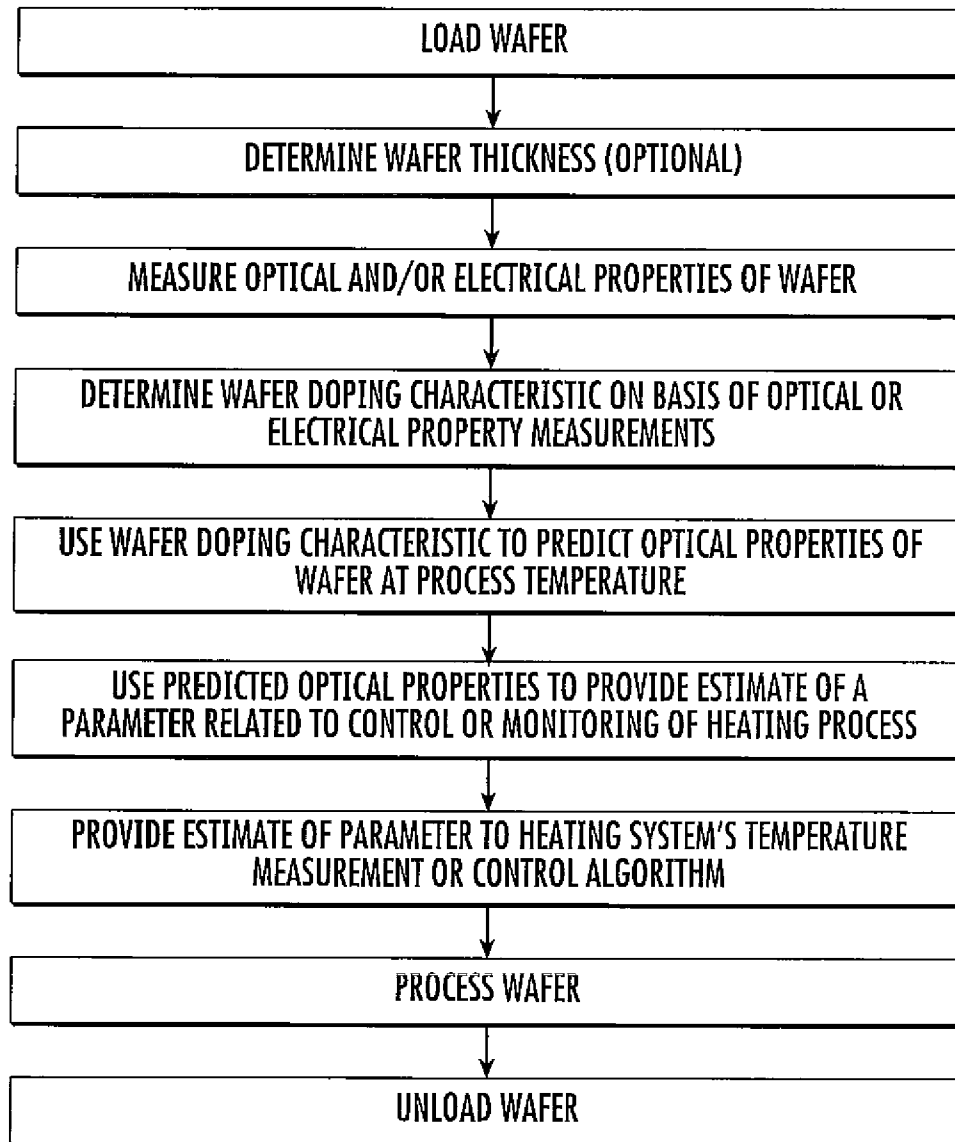 LOAD WAFER
DETERMINE WAFER THICKNESS (OPTIONAL)
MEASURE OPTICAL AND/OR ELECTRICAL PROPERTIES OF WAFER
DETERMINE WAFER DOPING CHARACTERISTIC ON BASIS OF OPTICAL OR
ELECTRICAL PROPERTY MEASUREMENTS
USE WAFER DOPING CHARACTERISTIC TO PREDICT OPTICAL PROPERTIES OF
WAFER AT PROCESS TEMPERATURE
USE PREDICTED OPTICAL PROPERTIES TO PROVIDE ESTIMATE OF A
PARAMETER RELATED TO CONTROL OR MONITORING OF HEATING PROCESS
PROVIDE ESTIMATE OF PARAMETER TO HEATING SYSTEM'S TEMPERATURE
MEASUREMENT OR CONTROL ALGORITHM
PROCESS WAFER
UNLOAD WAFER